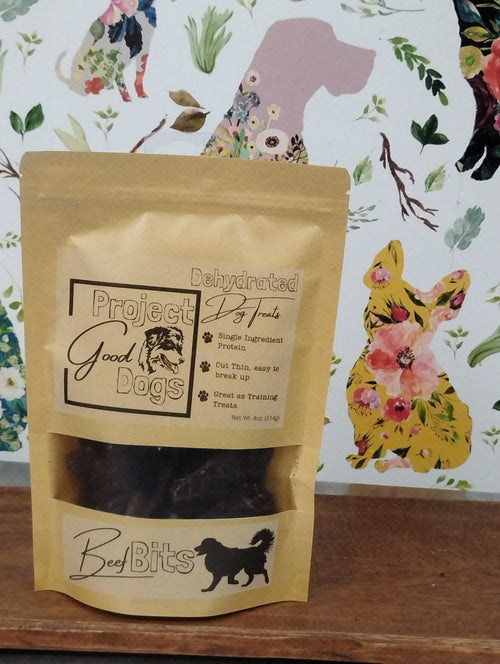 Project
Good
Dogs
Dehydrated
Dog Treats
Single Ingredient
Protein
Cut Thin, easy to
break up
Great as Training
Treats
Net Wt. 4oz. (114g)
Beef Bits